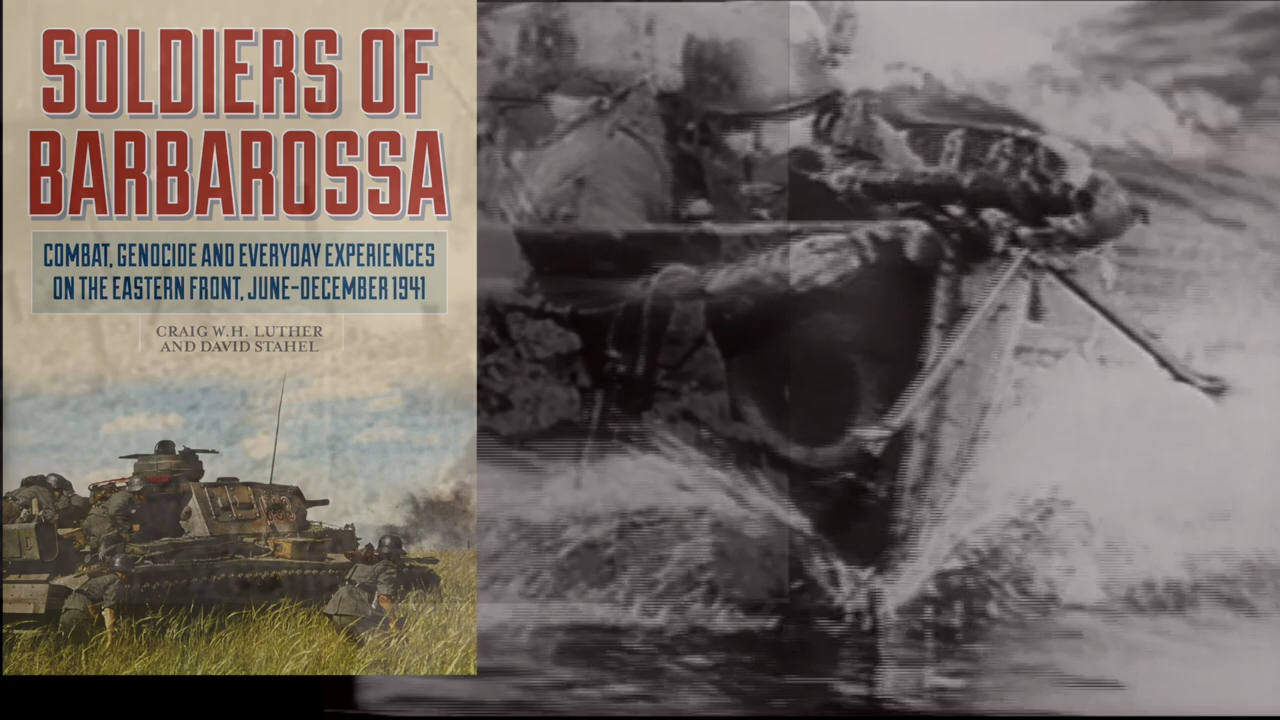 SOLDIERS OF
BARBAROSSA
COMBAT, GENOCIDE AND EVERYDAY EXPERIENCES
ON THE EASTERN FRONT, JUNE–DECEMBER 1941
CRAIG W.H. LUTHER
AND DAVID STAHEL